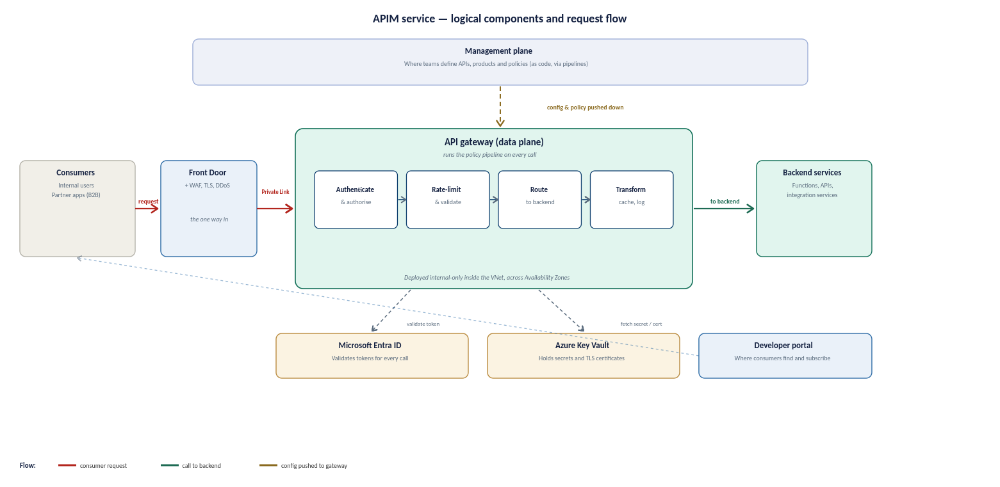 APIM service — logical components and request flow
Management plane
Where teams define APIs, products and policies (as code, via pipelines)
config & policy pushed down
API gateway (data plane)
runs the policy pipeline on every call
Consumers
Internal users
Partner apps (B2B)
request
Front Door
+ WAF, TLS, DDoS
the one way in
Private Link
Authenticate
& authorise
Rate-limit
& validate
Route
to backend
Transform
cache, log
Deployed internal-only inside the VNet, across Availability Zones
to backend
Backend services
Functions, APIs,
integration services
validate token
fetch secret / cert
Microsoft Entra ID
Validates tokens for every call
Azure Key Vault
Holds secrets and TLS certificates
Developer portal
Where consumers find and subscribe
Flow:
consumer request
call to backend
config pushed to gateway